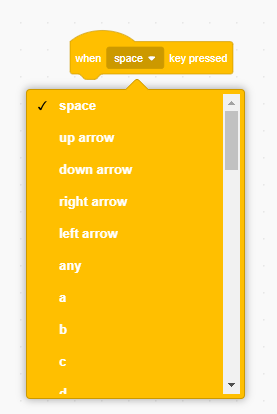 when space key pressed
space
up arrow
down arrow
right arrow
left arrow
any
a
b
c
d